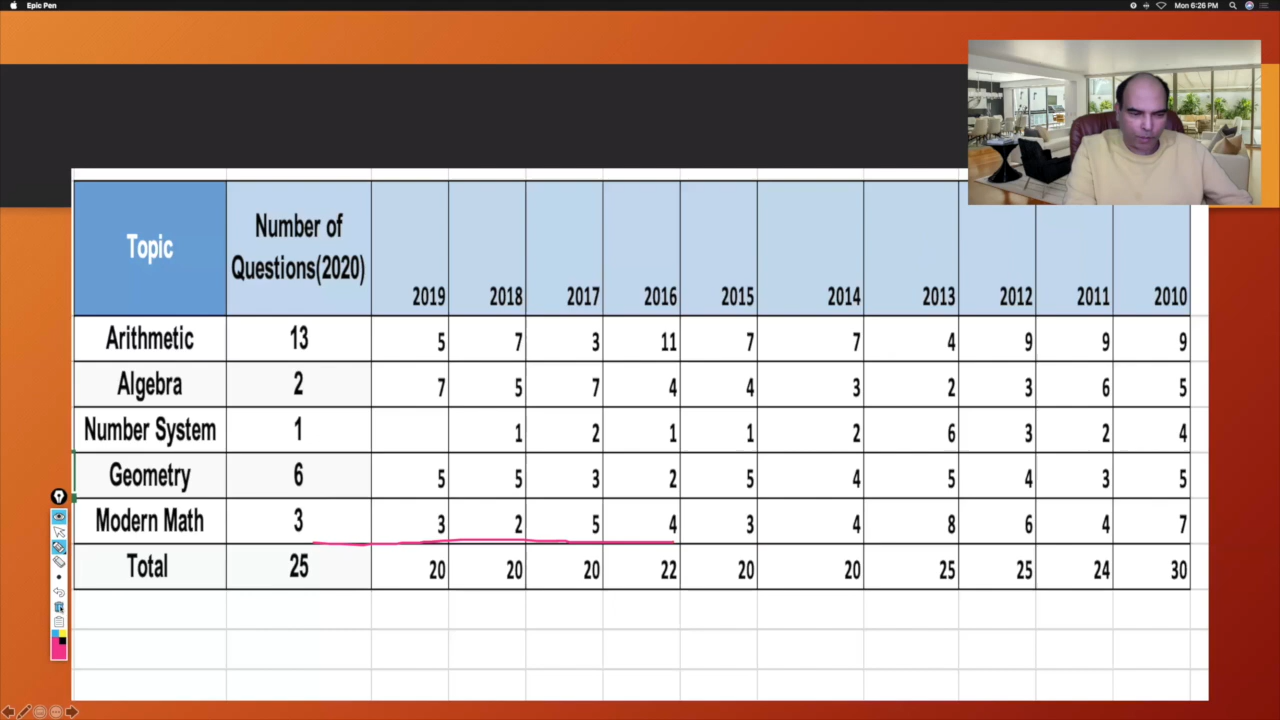 Epic Pen
Mon 6:26 PM
Topic Number of Questions(2020) 2019 2018 2017 2016 2015 2014 2013 2012 2011 2010
Arithmetic 13 5 7 3 11 7 7 4 9 9 9
Algebra 2 7 5 7 4 4 3 2 3 6 5
Number System 1 1 2 1 1 2 6 3 2 4
Geometry 6 5 5 3 2 5 4 5 4 3 5
Modern Math 3 3 2 5 4 3 4 8 6 4 7
Total 25 20 20 20 22 20 20 25 25 24 30